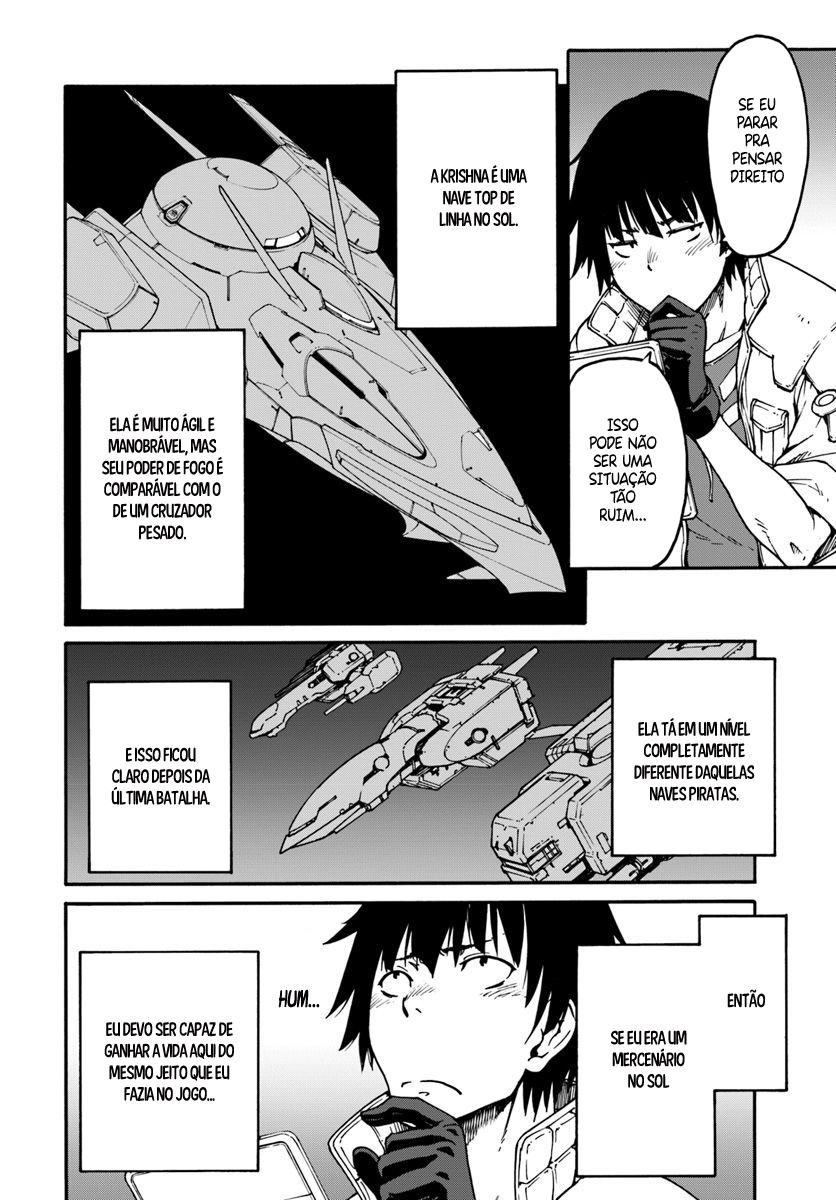 SE EU
PARAR
PRA
PENSAR
DIREITO
ISSO
PODE NÃO
SER UMA
SITUAÇÃO
TÃO
RUIM...
A KRISHNA É UMA
NAVE TOP DE
LINHA NO SOL.
ELA É MUITO ÁGIL E
MANOBRÁVEL, MAS
SEU PODER DE FOGO É
COMPARÁVEL COM O
DE UM CRUZADOR
PESADO.
ELA TÁ EM UM NÍVEL
COMPLETAMENTE
DIFERENTE DAQUELAS
NAVES PIRATAS.
E ISSO FICOU
CLARO DEPOIS DA
ÚLTIMA BATALHA.
ENTÃO
SE EU ERA UM
MERCENÁRIO
NO SOL
HUM...
EU DEVO SER CAPAZ DE
GANHAR A VIDA AQUI DO
MESMO JEITO QUE EU
FAZIA NO JOGO...